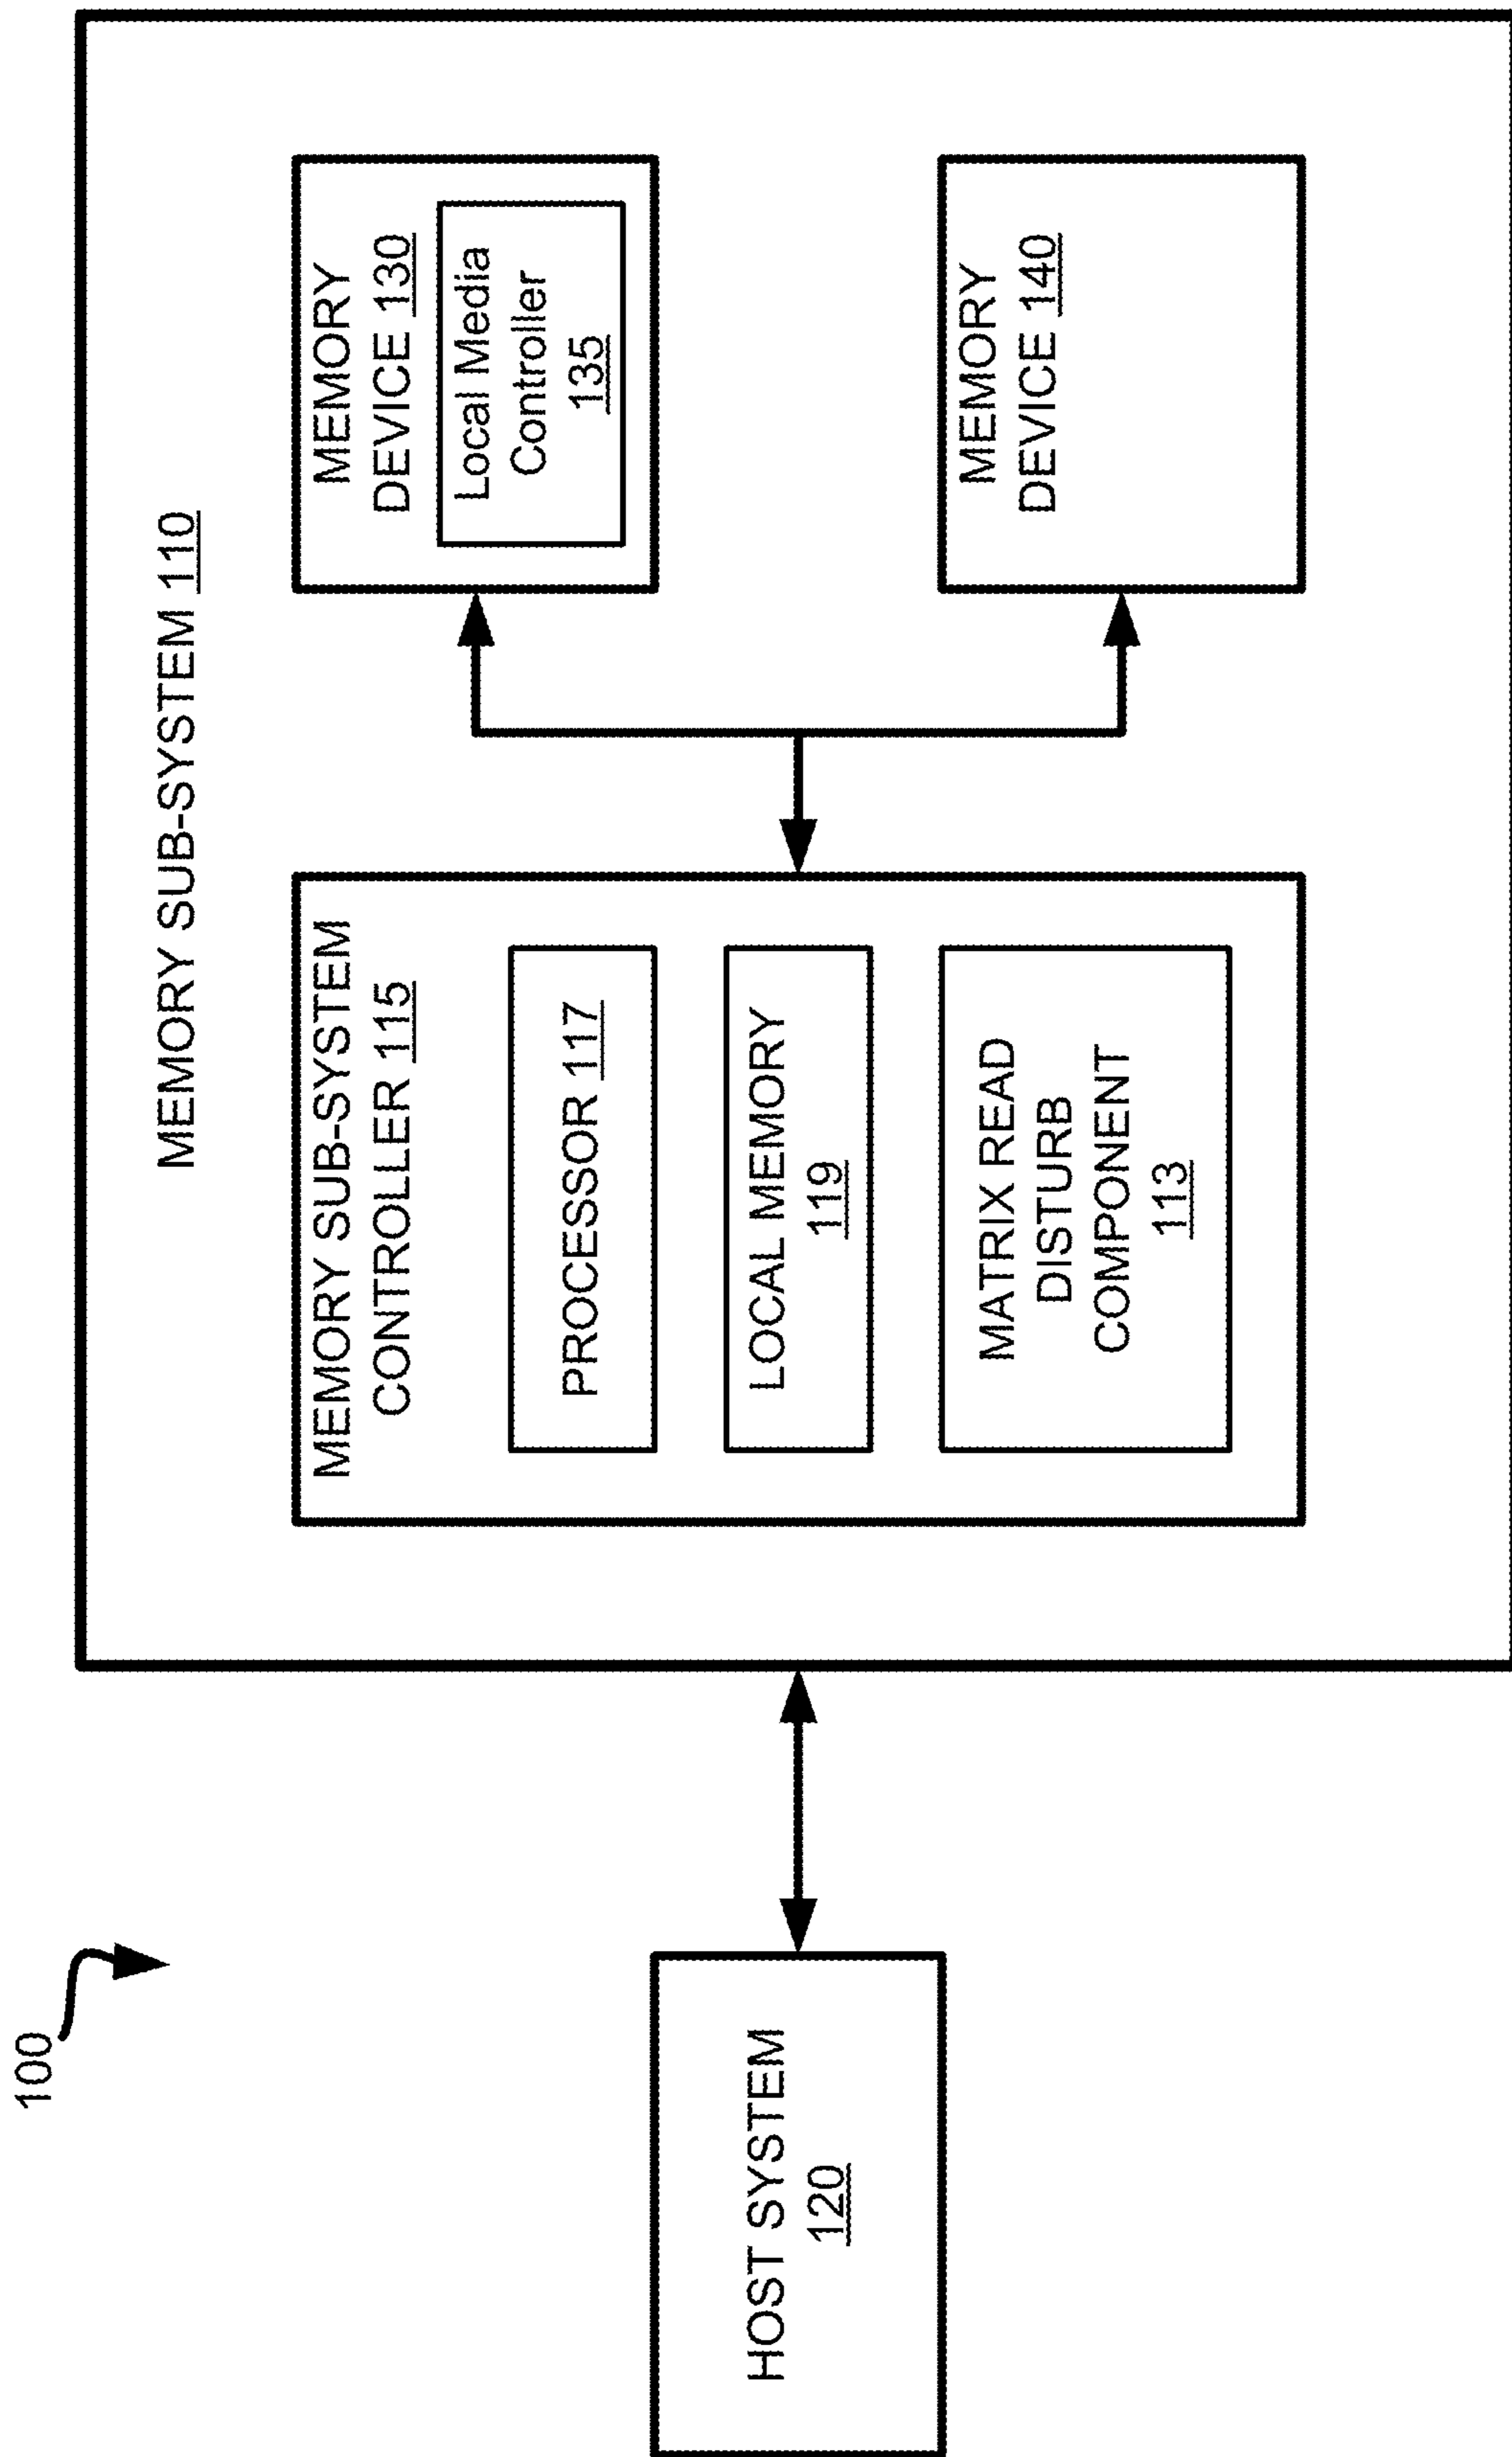 100
MEMORY SUB-SYSTEM 110
HOST SYSTEM
120
MEMORY SUB-SYSTEM
CONTROLLER 115
PROCESSOR 117
LOCAL MEMORY
119
MATRIX READ
DISTURB
COMPONENT
113
MEMORY
DEVICE 130
Local Media
Controller
135
MEMORY
DEVICE 140